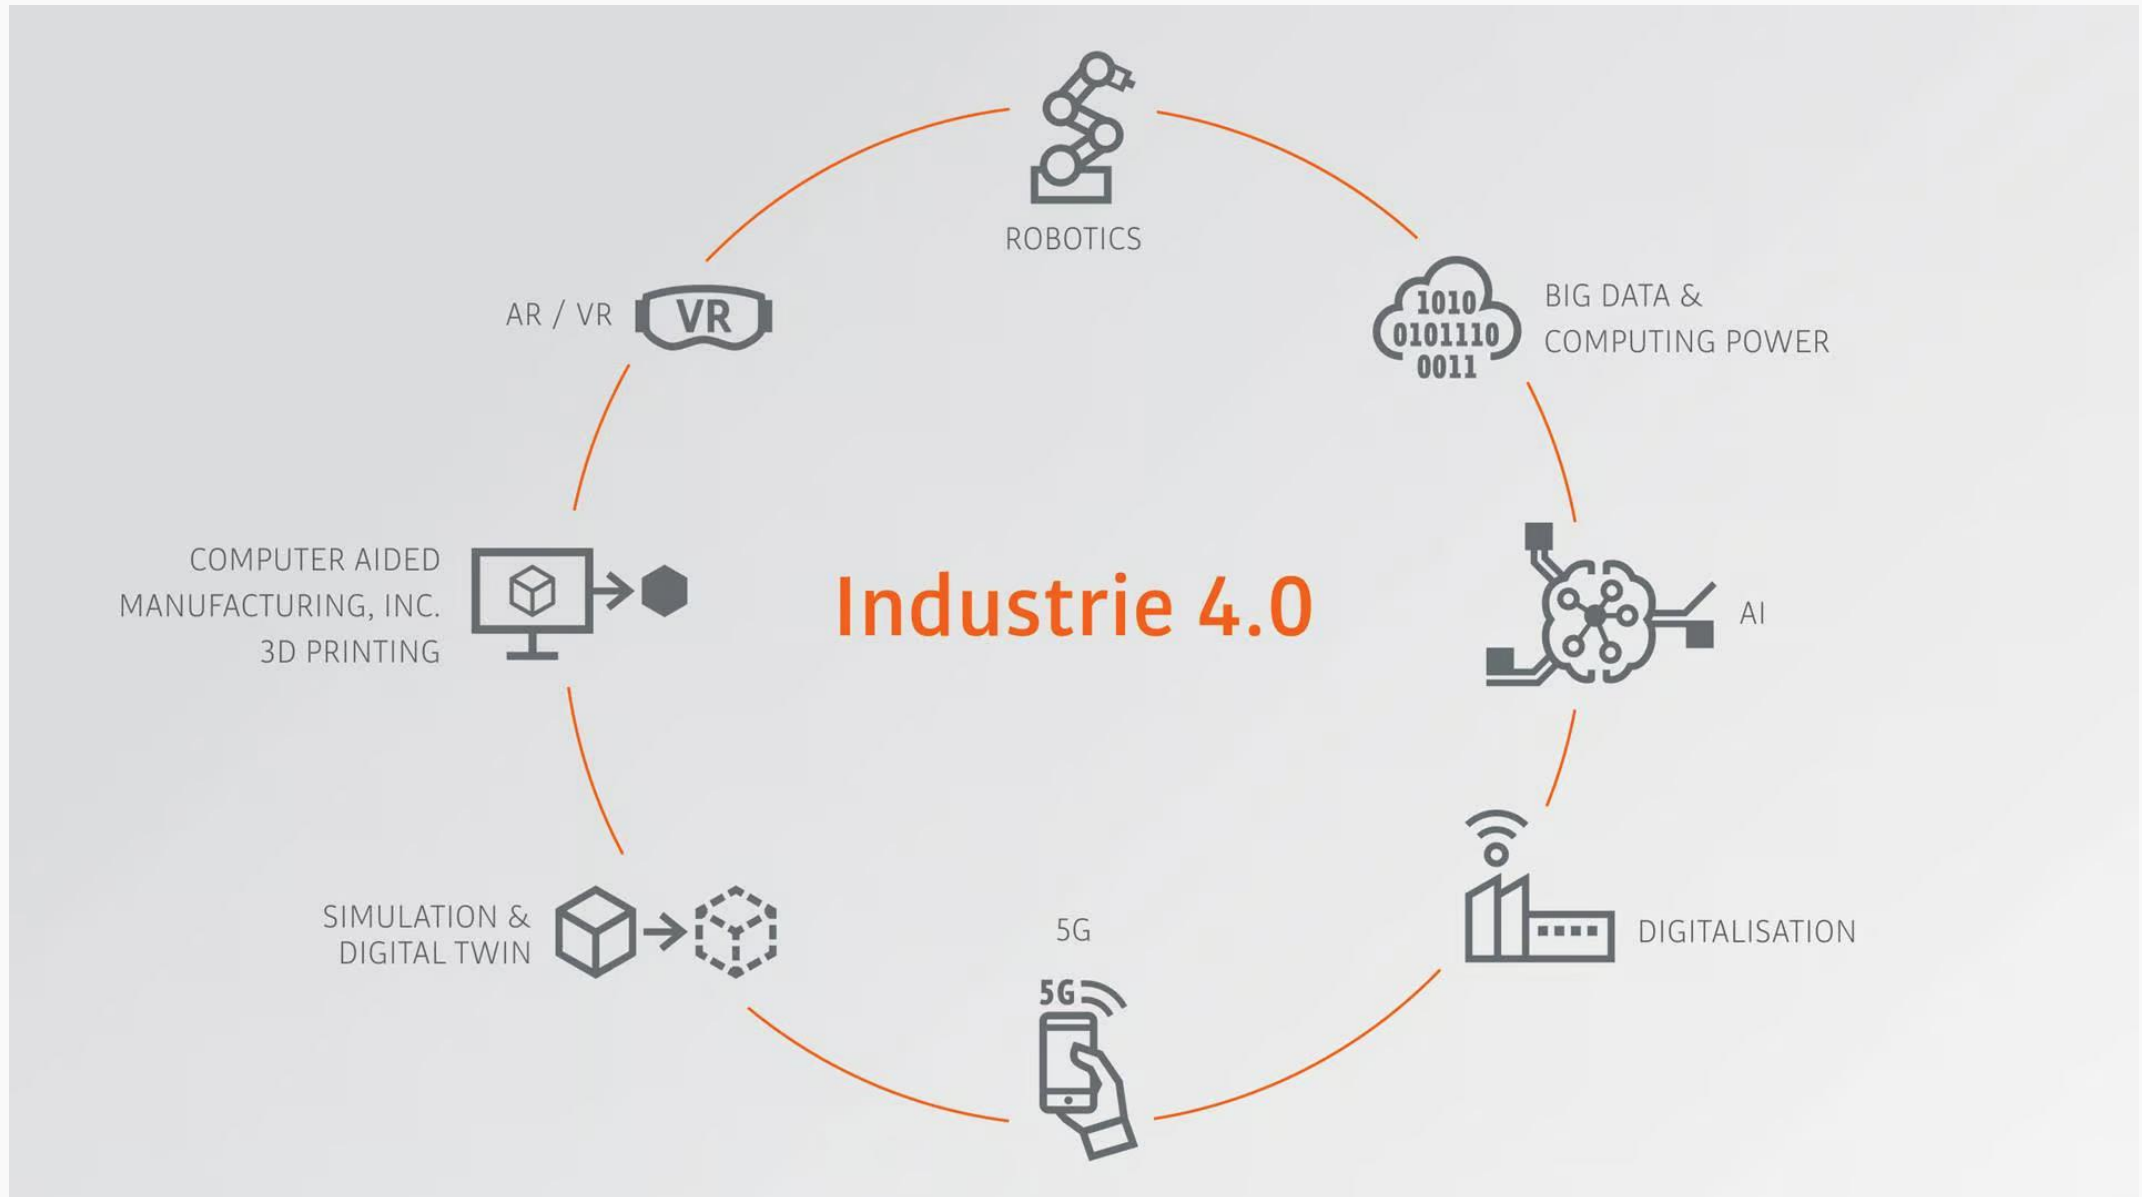 ROBOTICS
1010
0101110
0011
BIG DATA &
COMPUTING POWER
AR / VR
VR
COMPUTER AIDED
MANUFACTURING, INC.
3D PRINTING
Industrie 4.0
AI
SIMULATION &
DIGITAL TWIN
5G
5G
DIGITALISATION